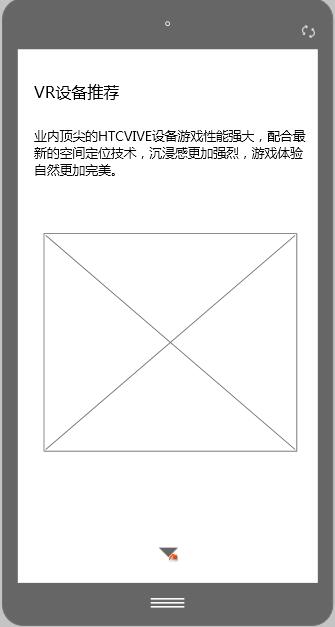 VR设备推荐
业内顶尖的HTCVIVE设备游戏性能强大，配合最
新的空间定位技术，沉浸感更加强烈，游戏体验
自然更加完美。